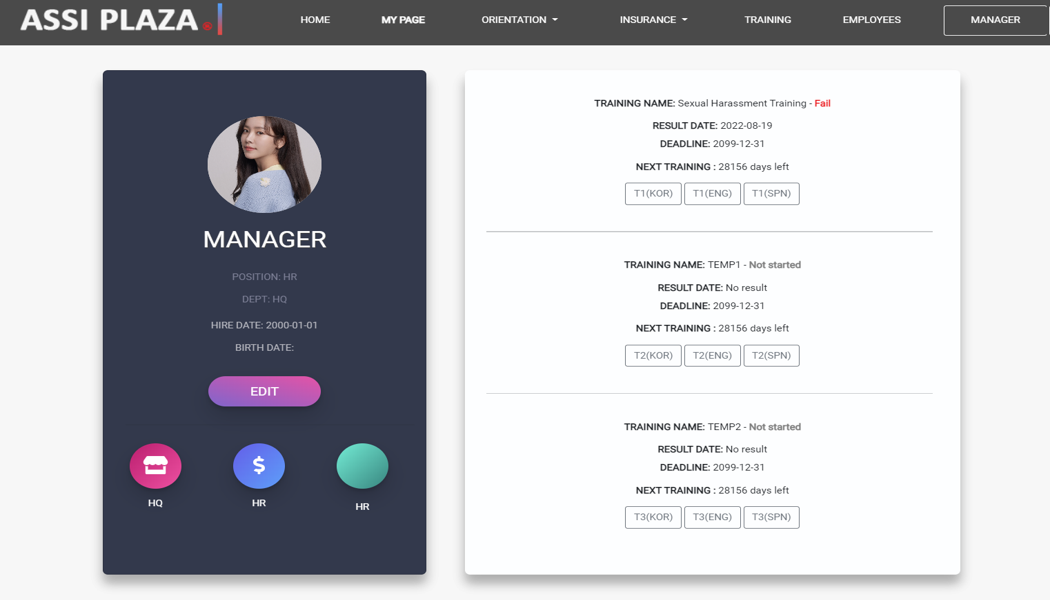 ASSI PLAZA.
HOME MY PAGE ORIENTATION INSURANCE TRAINING EMPLOYEES MANAGER
MANAGER
POSITION: HR
DEPT: HQ
HIRE DATE: 2000-01-01
BIRTH DATE:
EDIT
$
HQ HR HR
TRAINING NAME: Sexual Harassment Training - Fail
RESULT DATE: 2022-08-19
DEADLINE: 2099-12-31
NEXT TRAINING : 28156 days left
T1(KOR) T1(ENG) T1(SPN)
TRAINING NAME: TEMP1 - Not started
RESULT DATE: No result
DEADLINE: 2099-12-31
NEXT TRAINING : 28156 days left
T2(KOR) T2(ENG) T2(SPN)
TRAINING NAME: TEMP2 - Not started
RESULT DATE: No result
DEADLINE: 2099-12-31
NEXT TRAINING : 28156 days left
T3(KOR) T3(ENG) T3(SPN)